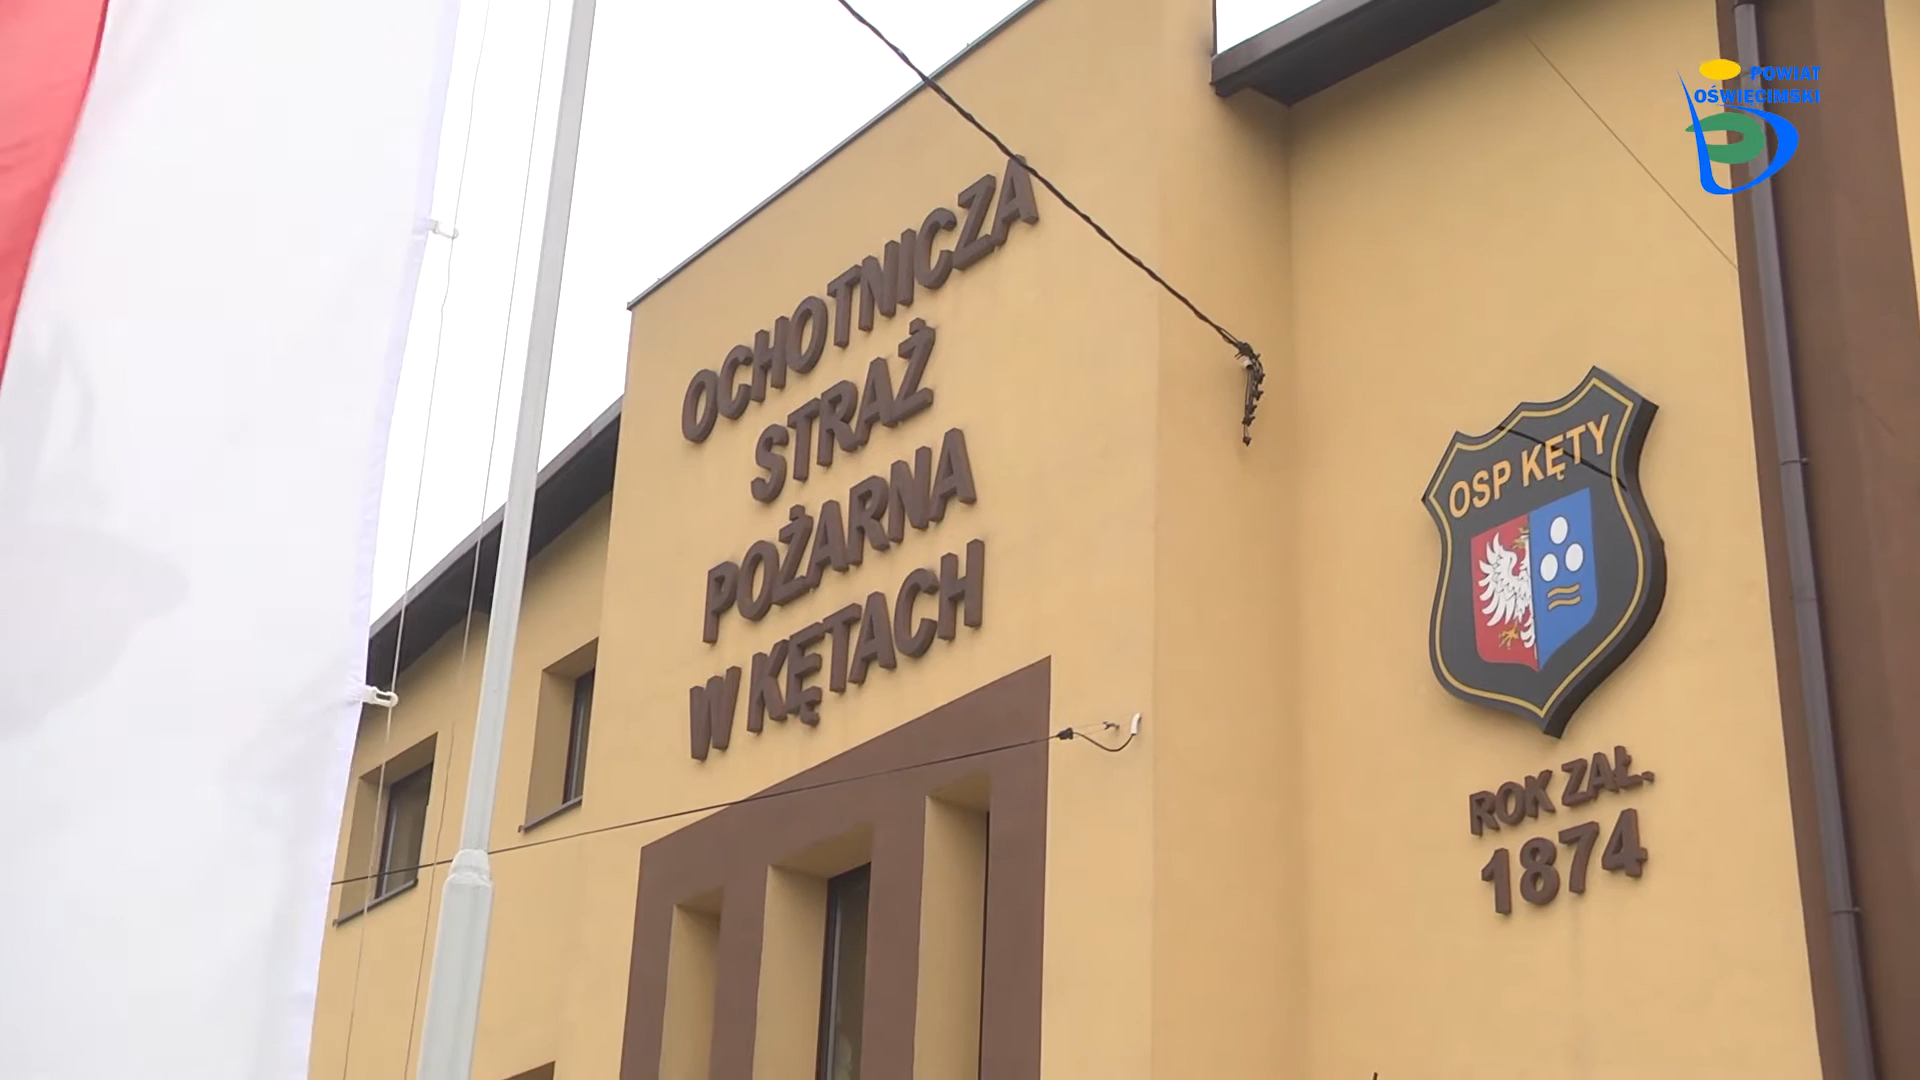 OCHOTNICZA
STRAŻ
POŻARNA
W KĘTACH
OSP KĘTY
ROK ZAŁ.
1874
POWIAT
OŚWIĘCIMSKI